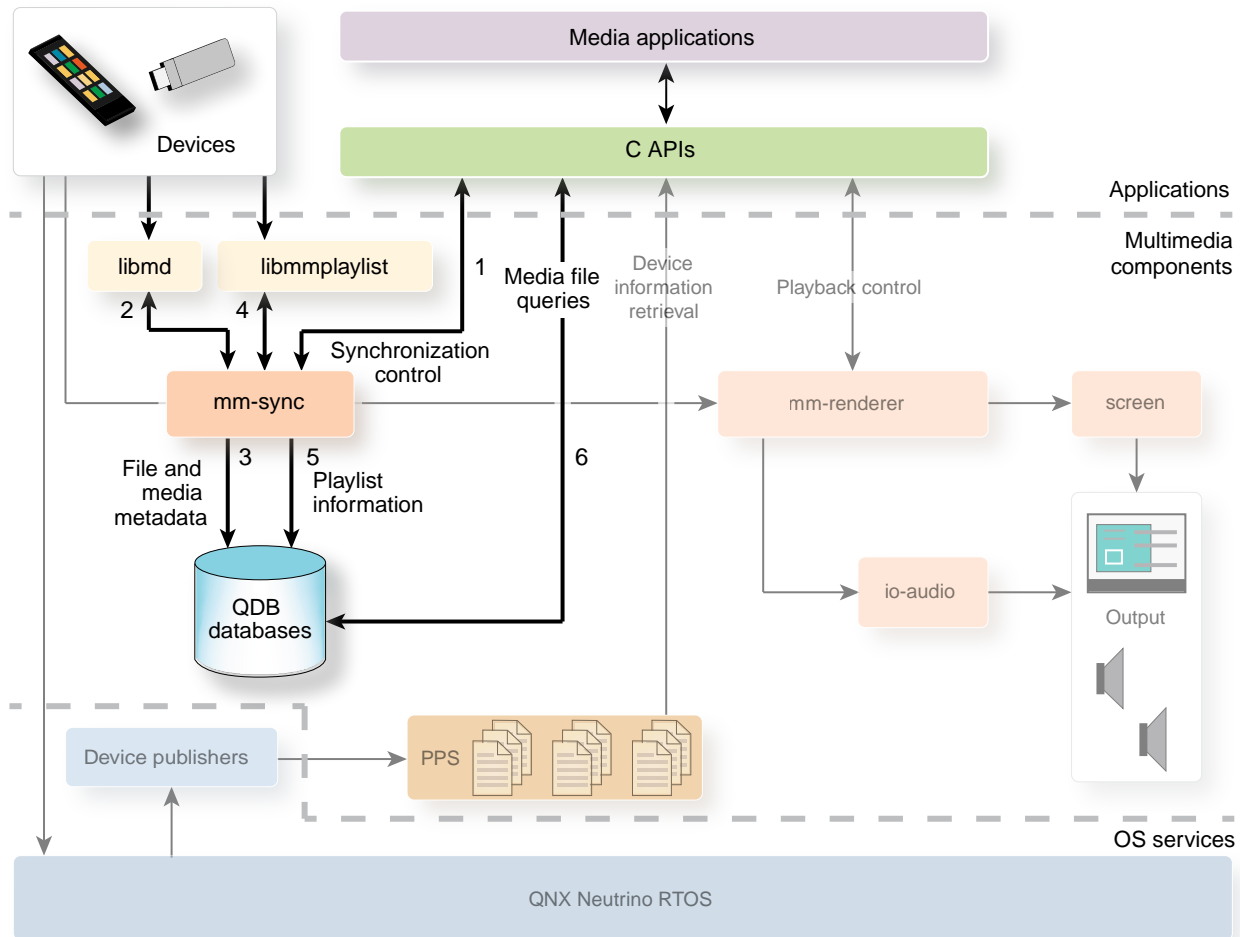 Media applications
Devices
C APIs
Applications
Multimedia
components
libmd
libmmplaylist
1
Media file
queries
Device
information
retrieval
Playback control
2
4
Synchronization
control
mm-sync
mm-renderer
screen
3
5
6
File and
media
metadata
Playlist
information
QDB
databases
io-audio
Output
Device publishers
PPS
OS services
QNX Neutrino RTOS